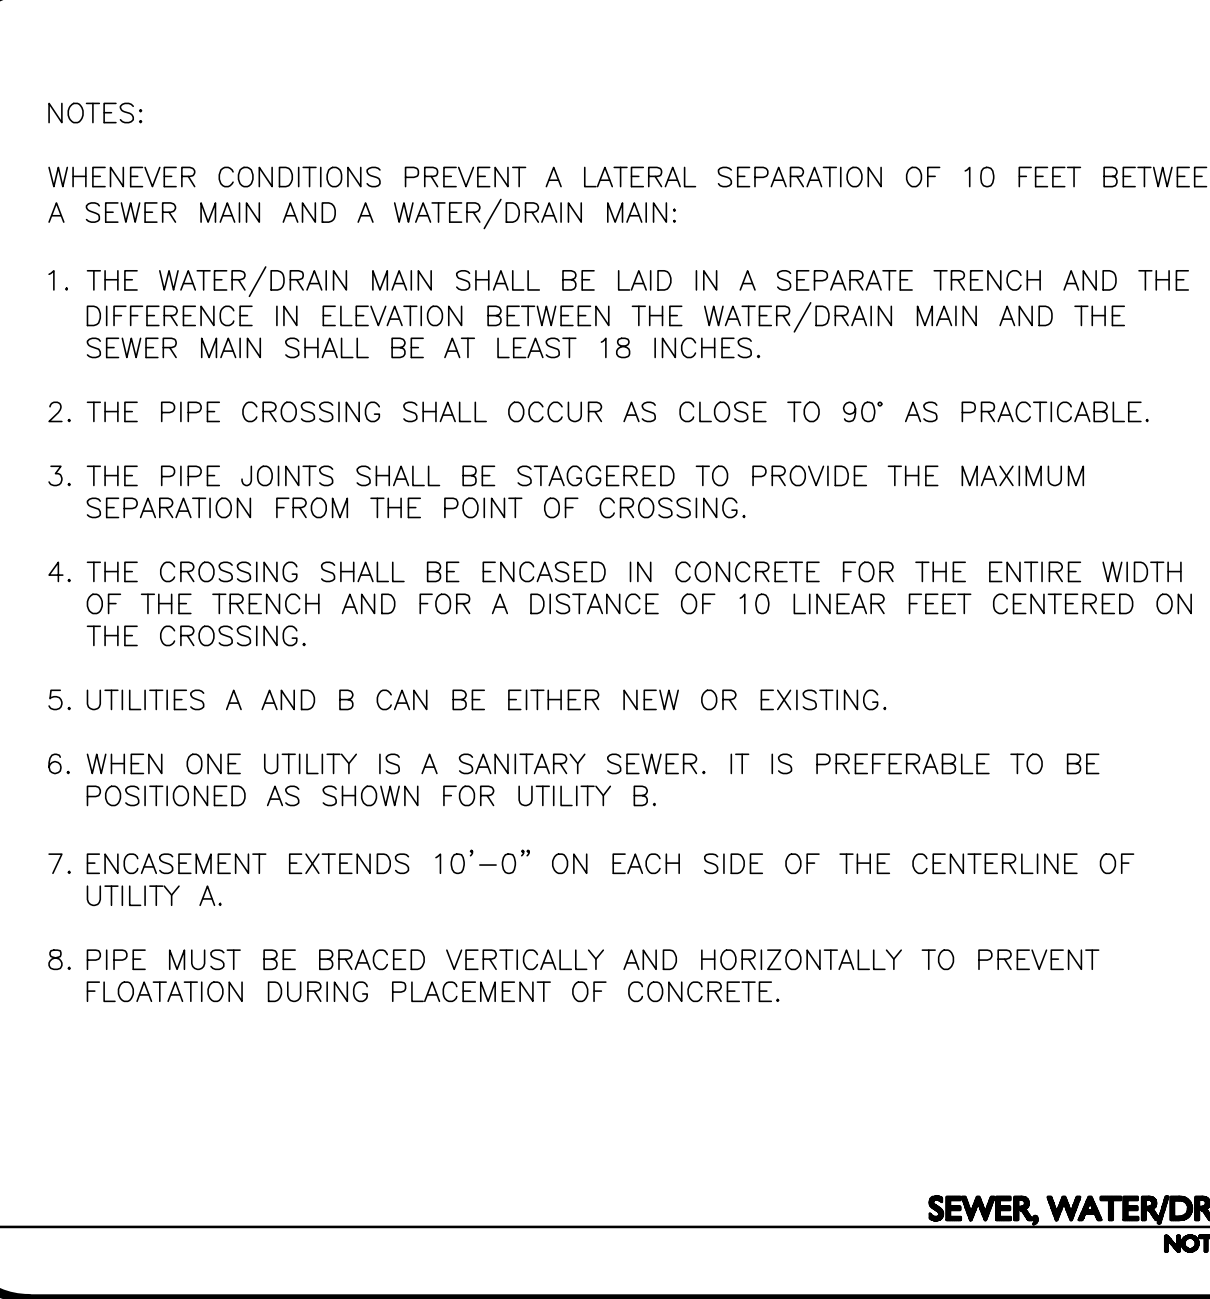 NOTES:
WHENEVER CONDITIONS PREVENT A LATERAL SEPARATION OF 10 FEET BETWEE
A SEWER MAIN AND A WATER/DRAIN MAIN:
1. THE WATER/DRAIN MAIN SHALL BE LAID IN A SEPARATE TRENCH AND THE
DIFFERENCE IN ELEVATION BETWEEN THE WATER/DRAIN MAIN AND THE
SEWER MAIN SHALL BE AT LEAST 18 INCHES.
2. THE PIPE CROSSING SHALL OCCUR AS CLOSE TO 90° AS PRACTICABLE.
3. THE PIPE JOINTS SHALL BE STAGGERED TO PROVIDE THE MAXIMUM
SEPARATION FROM THE POINT OF CROSSING.
4. THE CROSSING SHALL BE ENCASED IN CONCRETE FOR THE ENTIRE WIDTH
OF THE TRENCH AND FOR A DISTANCE OF 10 LINEAR FEET CENTERED ON
THE CROSSING.
5. UTILITIES A AND B CAN BE EITHER NEW OR EXISTING.
6. WHEN ONE UTILITY IS A SANITARY SEWER. IT IS PREFERABLE TO BE
POSITIONED AS SHOWN FOR UTILITY B.
7. ENCASEMENT EXTENDS 10'-0" ON EACH SIDE OF THE CENTERLINE OF
UTILITY A.
8. PIPE MUST BE BRACED VERTICALLY AND HORIZONTALLY TO PREVENT
FLOATATION DURING PLACEMENT OF CONCRETE.
SEWER, WATER/DR
NOT